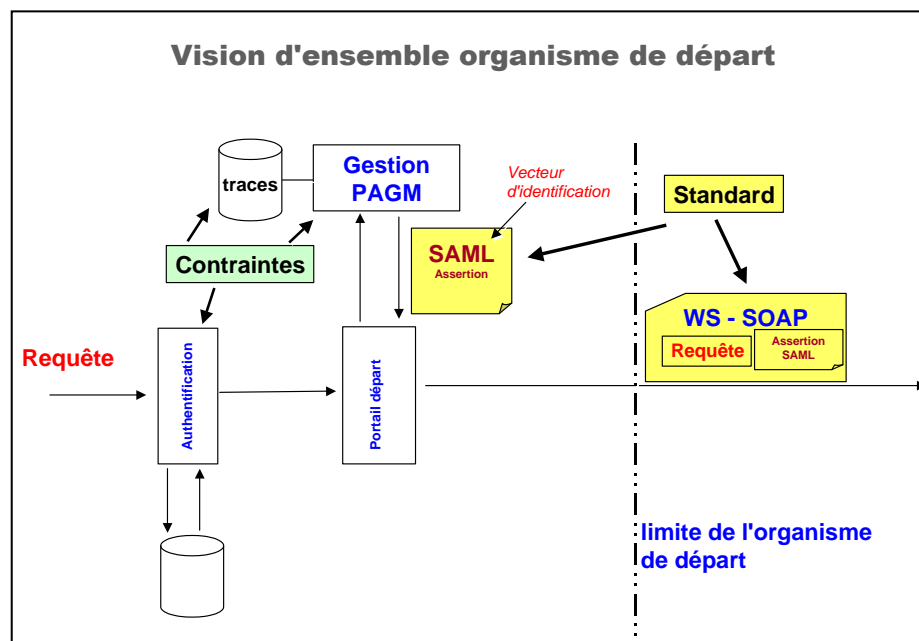 Vision d'ensemble organisme de départ
Gestion
PAGM
traces
Vecteur
d'identification
Standard
Contraintes
SAML
Assertion
WS - SOAP
Requête
Assertion
SAML
Requête
Authentification
Portail départ
limite de l'organisme
de départ